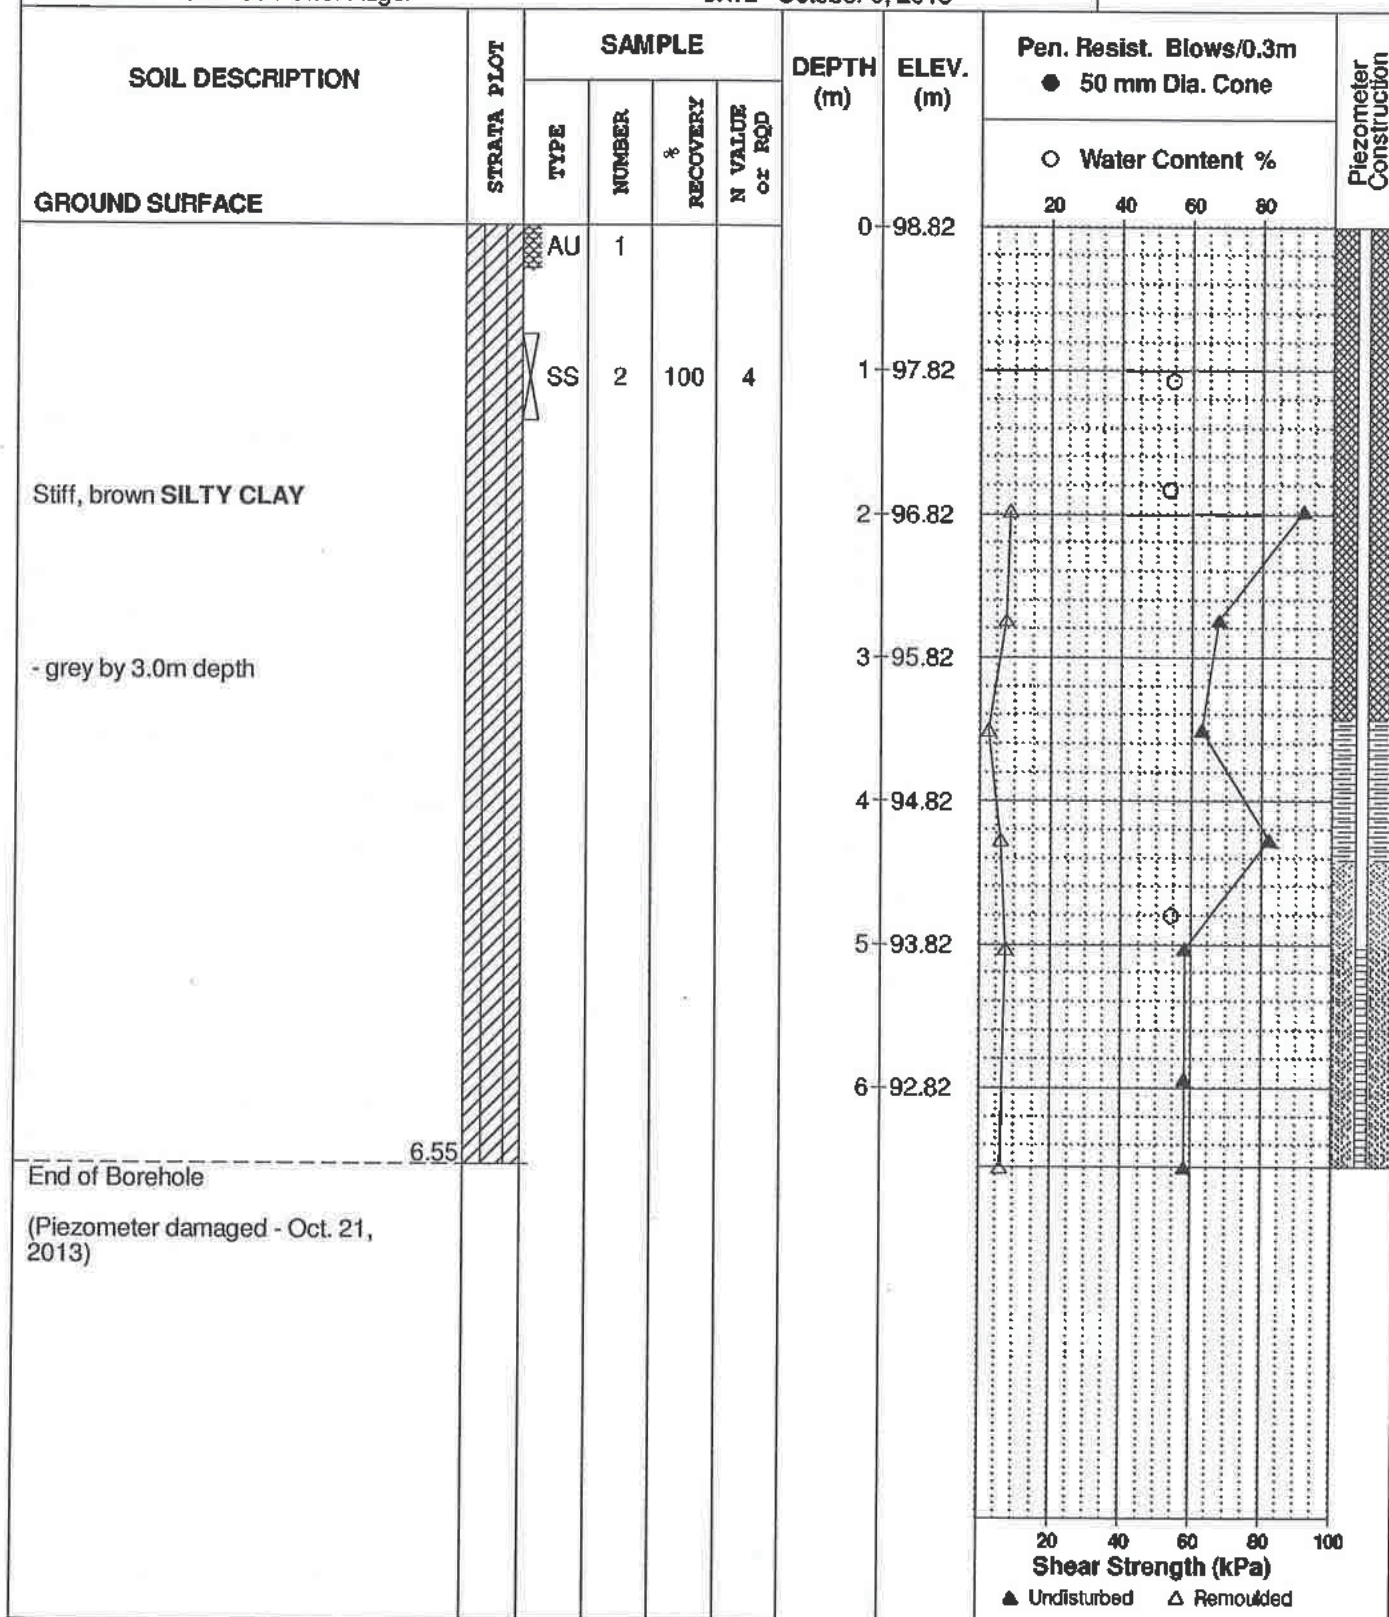 SOIL DESCRIPTION
GROUND SURFACE
STRATA PLOT
SAMPLE
TYPE
NUMBER
%
RECOVERY
N VALUE
or RQD
DEPTH
(m)
ELEV.
(m)
Pen. Resist. Blows/0.3m
● 50 mm Dia. Cone
○ Water Content %
20 40 60 80
Piezometer
Construction
AU 1
0 98.82
SS 2 100 4
1 97.82
Stiff, brown SILTY CLAY
2 96.82
- grey by 3.0m depth
3 95.82
4 94.82
5 93.82
6 92.82
6.55
End of Borehole
(Piezometer damaged - Oct. 21,
2013)
20 40 60 80 100
Shear Strength (kPa)
▲ Undisturbed △ Remoulded